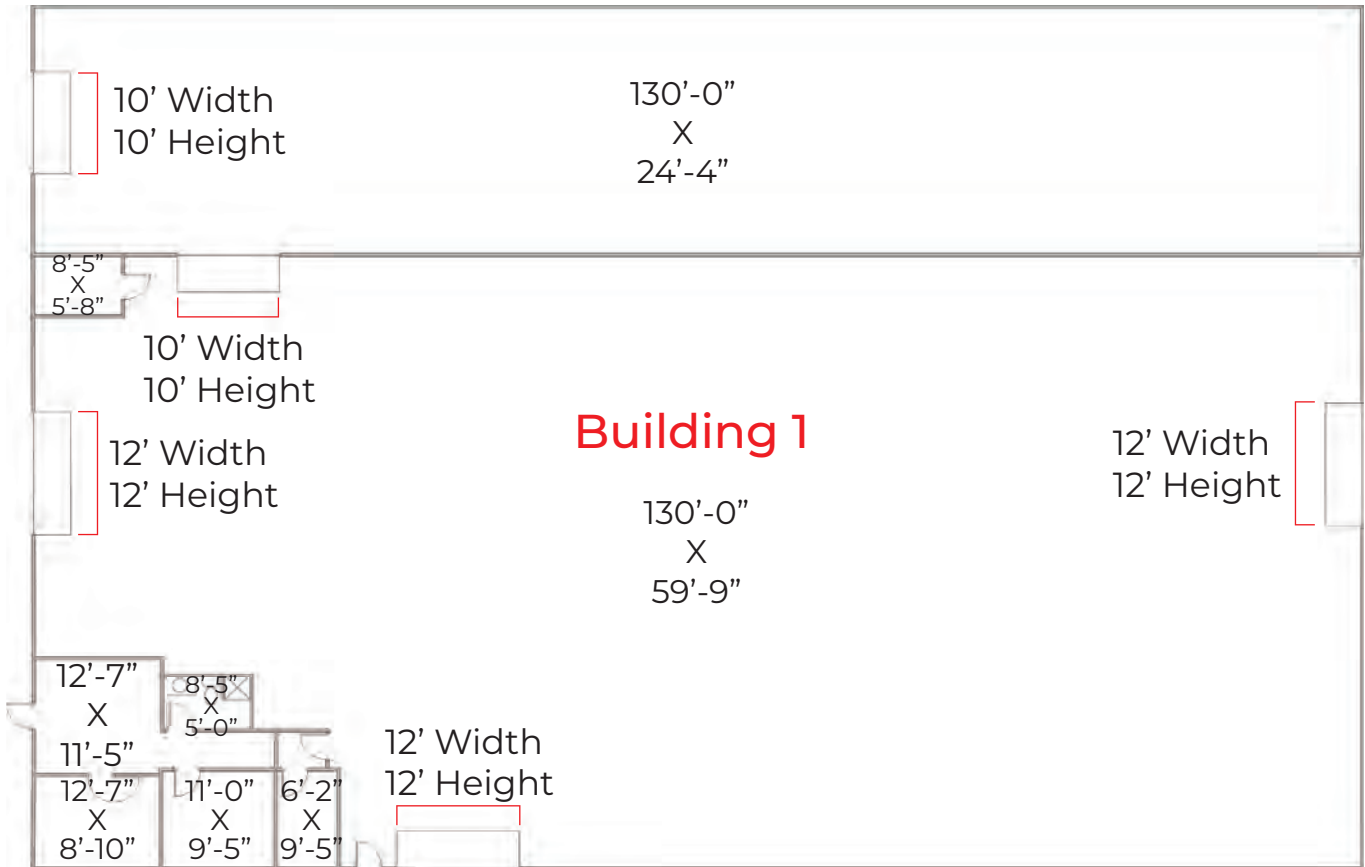 10’ Width
10’ Height
130’-0”
X
24’-4”
8’-5”
X
5’-8”
10’ Width
10’ Height
12’ Width
12’ Height
Building 1
130’-0”
X
59’-9”
12’ Width
12’ Height
12’-7”
X
11’-5”
8’-5”
X
5’-0”
12’ Width
12’ Height
12’-7”
X
8’-10”
11’-0”
X
9’-5”
6’-2”
X
9’-5”